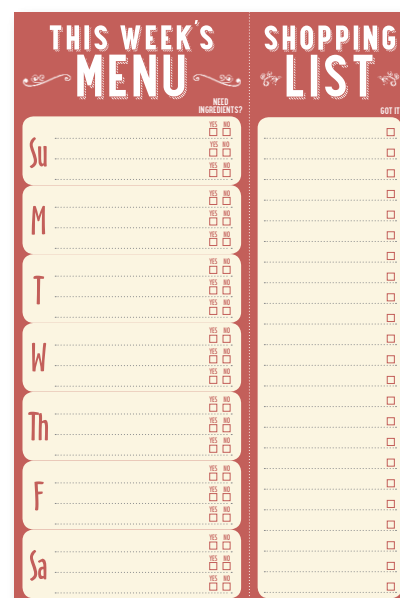 THIS WEEK'S
MENU
NEED
INGREDIENTS?
Su
YES NO
YES NO
YES NO
M
YES NO
YES NO
YES NO
T
YES NO
YES NO
YES NO
W
YES NO
YES NO
YES NO
Th
YES NO
YES NO
YES NO
F
YES NO
YES NO
YES NO
Sa
YES NO
YES NO
YES NO
SHOPPING
LIST
GOT IT